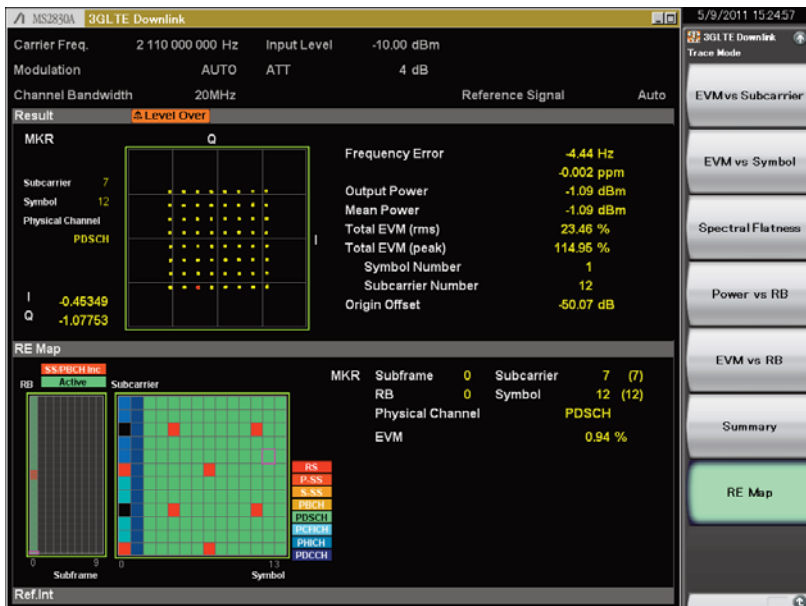 MS2830A 3GLTE Downlink
5/9/2011 15:24:57
Carrier Freq. 2 110 000 000 Hz Input Level -10.00 dBm
Modulation AUTO ATT 4 dB
Channel Bandwidth 20MHz Reference Signal Auto
Result Level Over
MKR
Q
I
Subcarrier 7
Symbol 12
Physical Channel
PDSCH
I -0.45349
Q -1.07753
Frequency Error -4.44 Hz
-0.002 ppm
Output Power -1.09 dBm
Mean Power -1.09 dBm
Total EVM (rms) 23.46 %
Total EVM (peak) 114.95 %
Symbol Number 1
Subcarrier Number 12
Origin Offset -50.07 dB
RE Map
SS/PBCH Inc
RB Active Subcarrier
0 9
Subframe
0 13
Symbol
RS
P-SS
S-SS
PBCH
PDSCH
PCFICH
PHICH
PDCCH
MKR Subframe 0 Subcarrier 7 (7)
RB 0 Symbol 12 (12)
Physical Channel PDSCH
EVM 0.94 %
Ref.Int
3GLTE Downlink
Trace Mode
EVM vs Subcarrier
EVM vs Symbol
Spectral Flatness
Power vs RB
EVM vs RB
Summary
RE Map